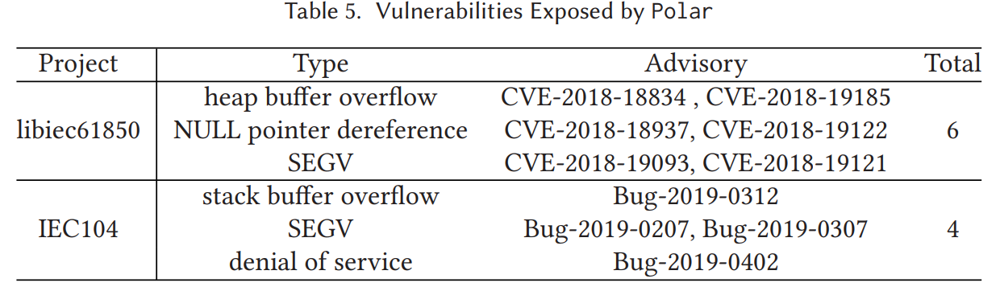 Table 5. Vulnerabilities Exposed by Polar
Project Type Advisory Total
heap buffer overflow CVE-2018-18834 , CVE-2018-19185
libiec61850 NULL pointer dereference CVE-2018-18937, CVE-2018-19122 6
SEGV CVE-2018-19093, CVE-2018-19121
stack buffer overflow Bug-2019-0312
IEC104 SEGV Bug-2019-0207, Bug-2019-0307 4
denial of service Bug-2019-0402